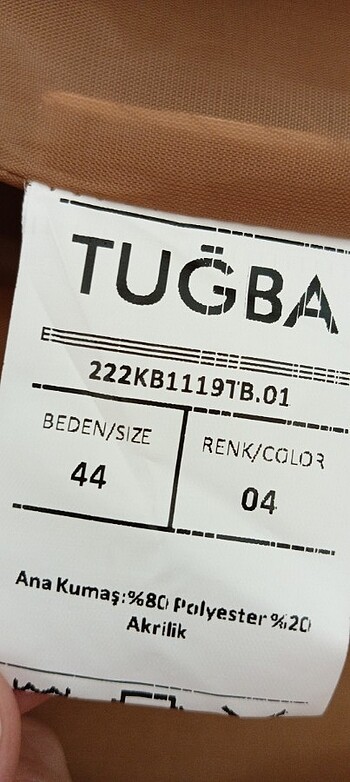 TUĞBA
222KB1119TB.01
BEDEN/SIZE
RENK/COLOR
44
04
Ana Kumaş:%80 Polyester %20
Akrilik